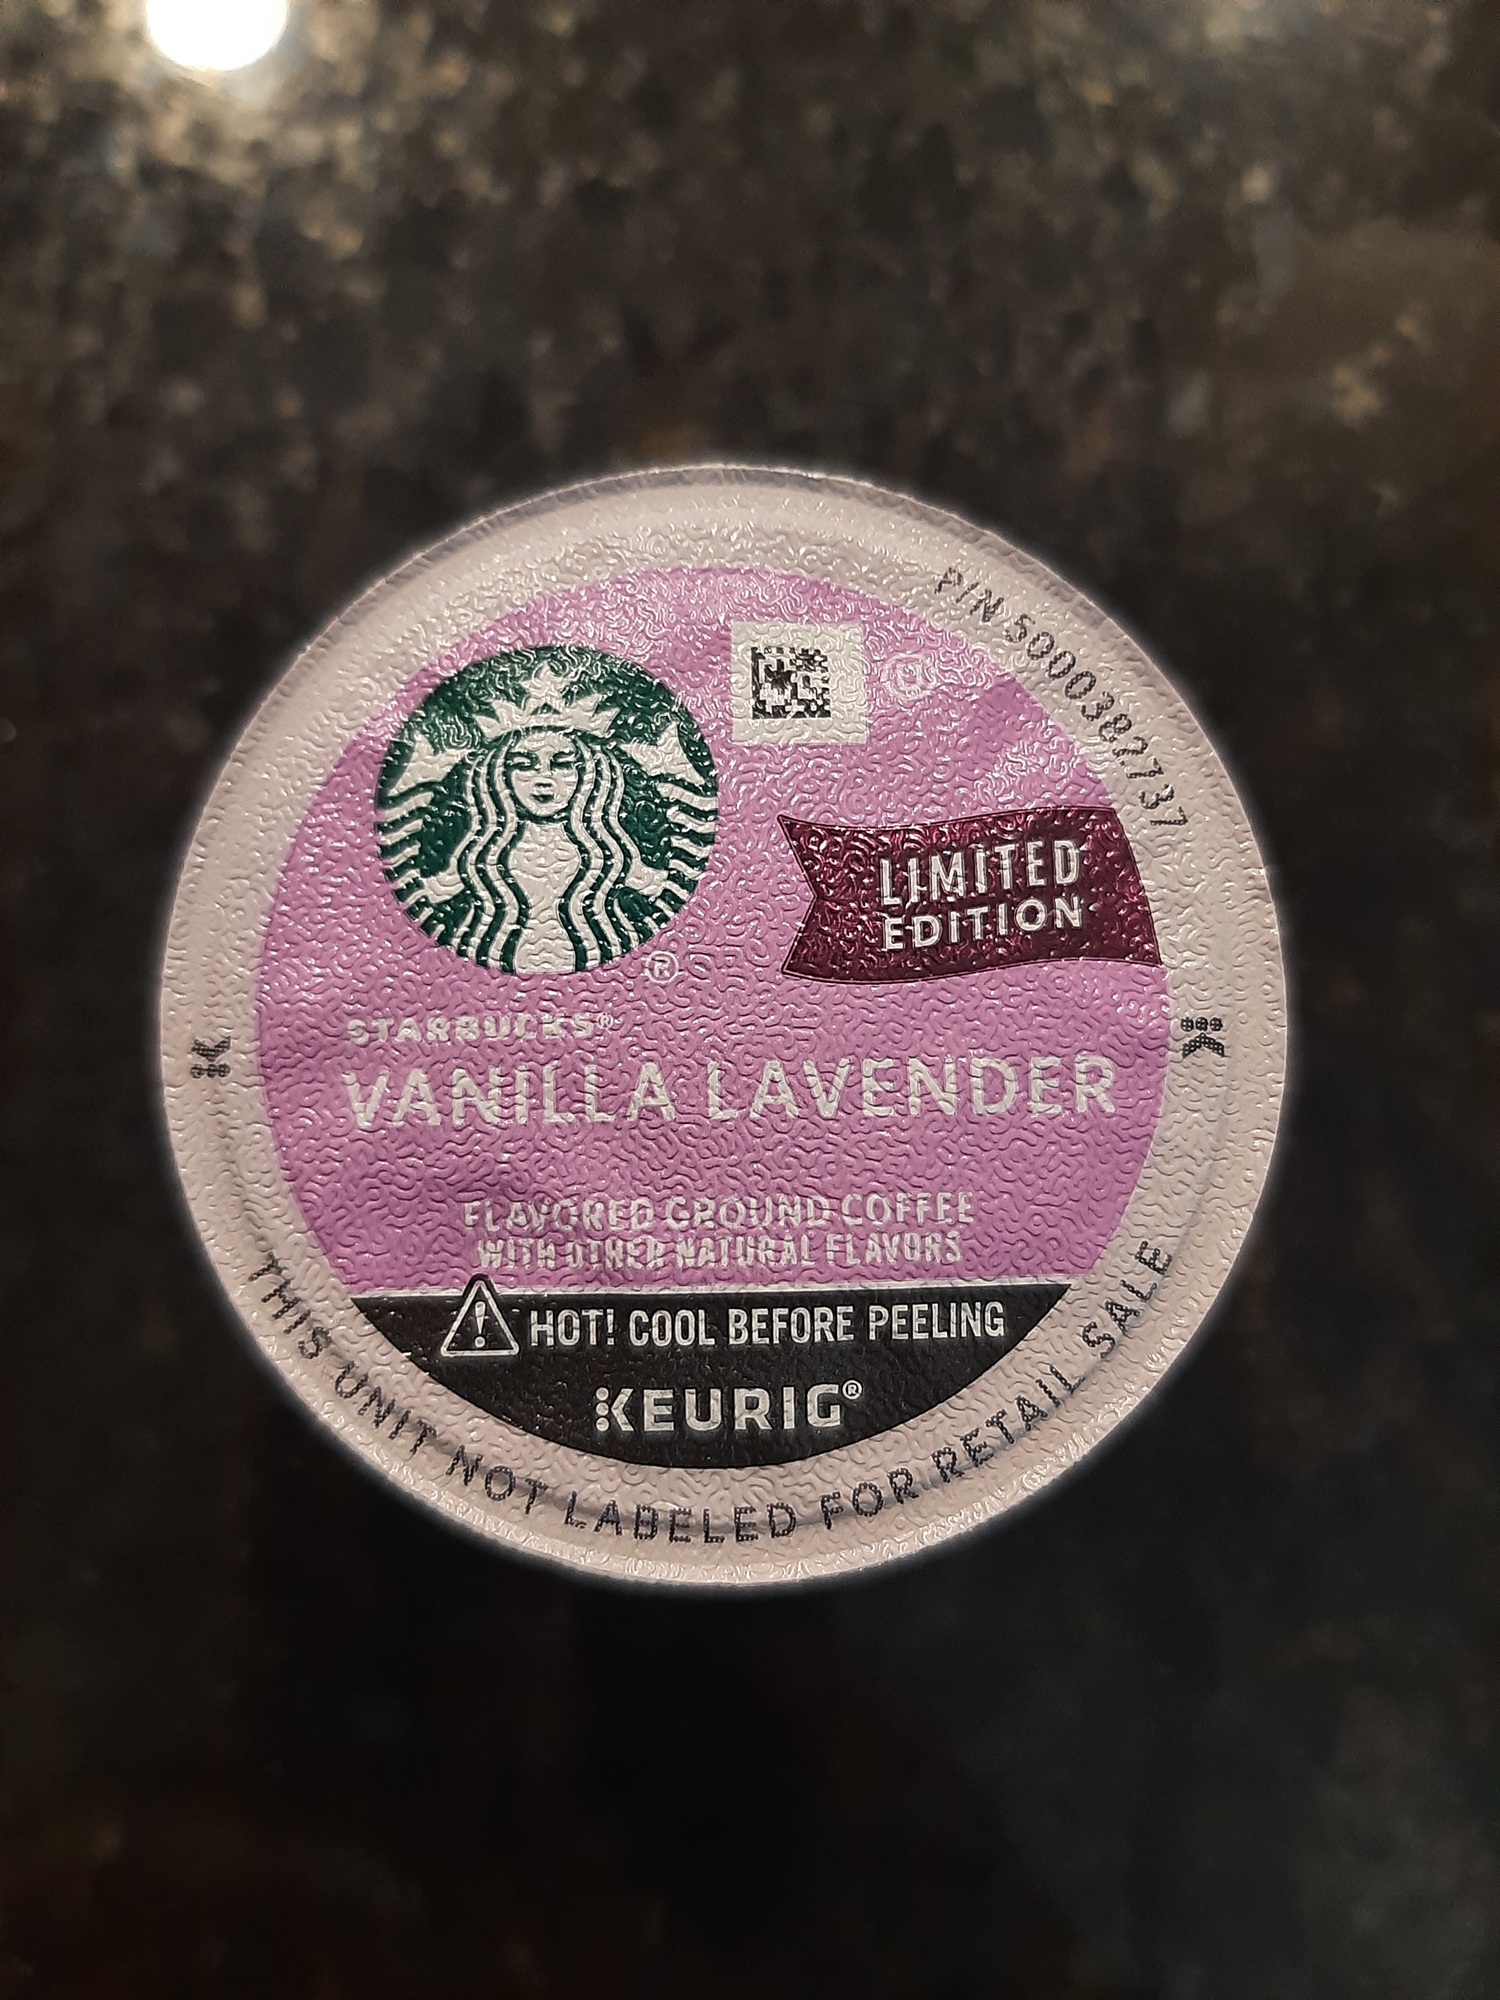 P/N 5000382737
LIMITED
EDITION
STARBUCKS®
VANILLA LAVENDER
FLAVORED GROUND COFFEE
WITH OTHER NATURAL FLAVORS
HOT! COOL BEFORE PEELING
KEURIG®
THIS UNIT NOT LABELED FOR RETAIL SALE